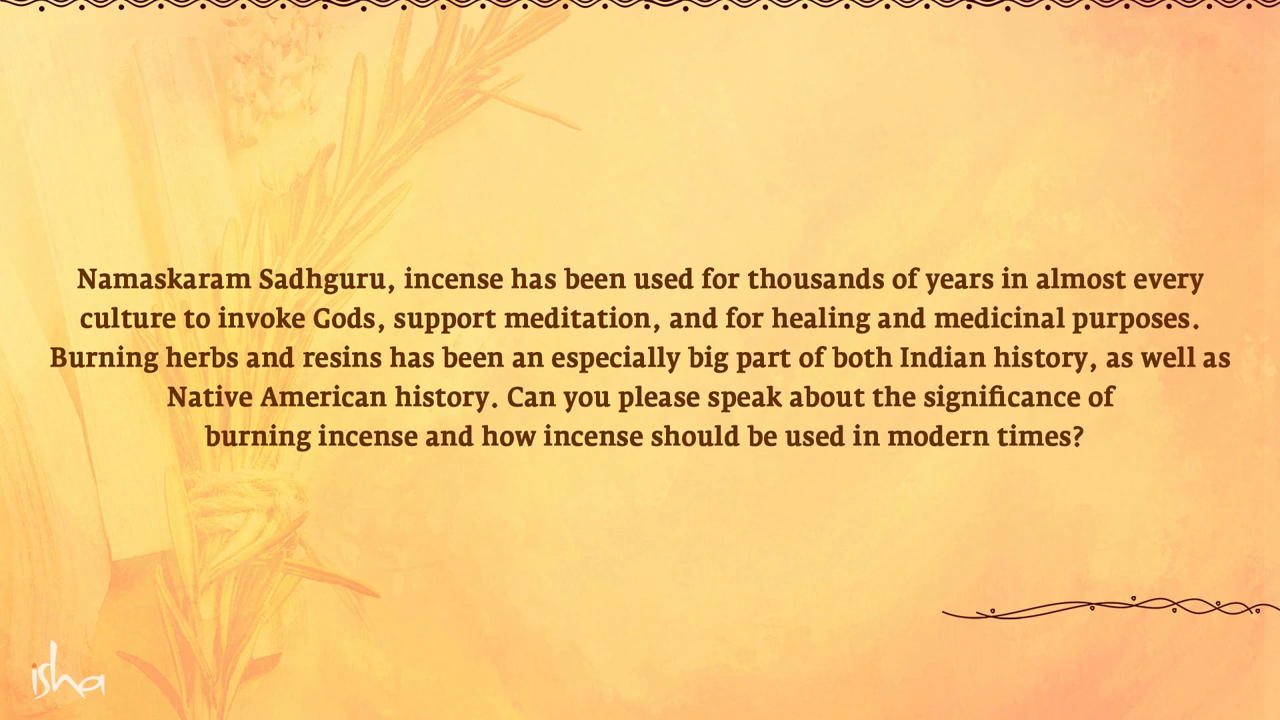 Namaskaram Sadhguru, incense has been used for thousands of years in almost every
culture to invoke Gods, support meditation, and for healing and medicinal purposes.
Burning herbs and resins has been an especially big part of both Indian history, as well as
Native American history. Can you please speak about the significance of
burning incense and how incense should be used in modern times?
isha